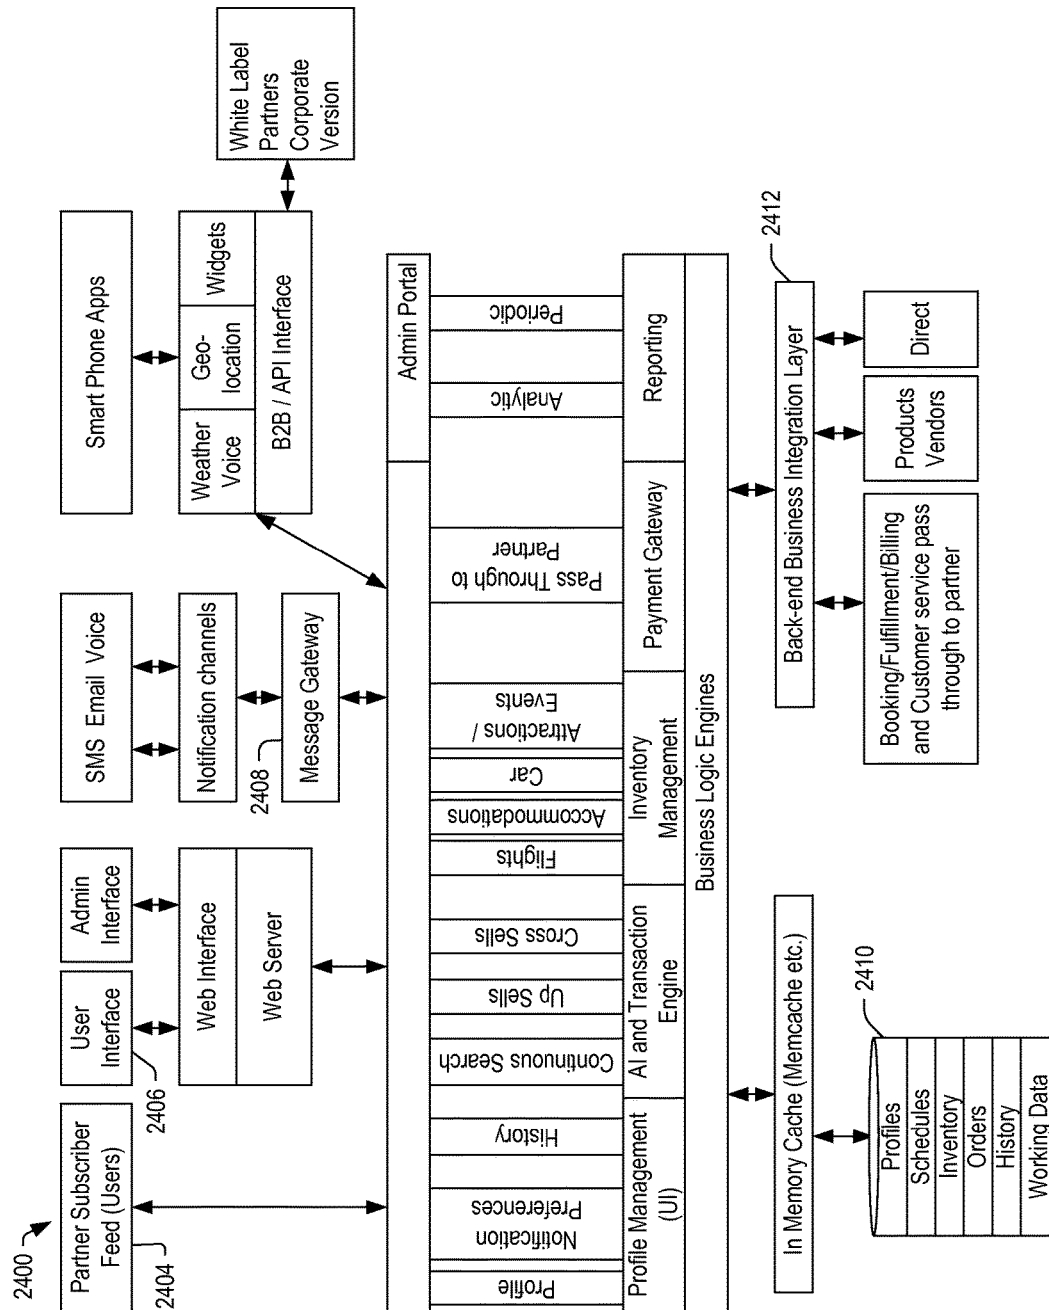 2400
Partner Subscriber
Feed (Users)
2404
User
Interface
2406
Admin
Interface
Web Interface
Web Server
SMS Email Voice
Notification channels
2408
Message Gateway
Smart Phone Apps
Weather
Voice
Geo-
location
Widgets
B2B / API Interface
White Label
Partners
Corporate
Version
Admin Portal
Profile
Notification
Preferences
History
Continuous Search
Up Sells
Cross Sells
Flights
Accommodations
Car
Attractions /
Events
Pass Through to
Partner
Analytic
Periodic
Profile Management
(UI)
AI and Transaction
Engine
Inventory
Management
Payment Gateway
Reporting
Business Logic Engines
In Memory Cache (Memcache etc.)
2410
Profiles
Schedules
Inventory
Orders
History
Working Data
Back-end Business Integration Layer
2412
Booking/Fulfillment/Billing
and Customer service pass
through to partner
Products
Vendors
Direct